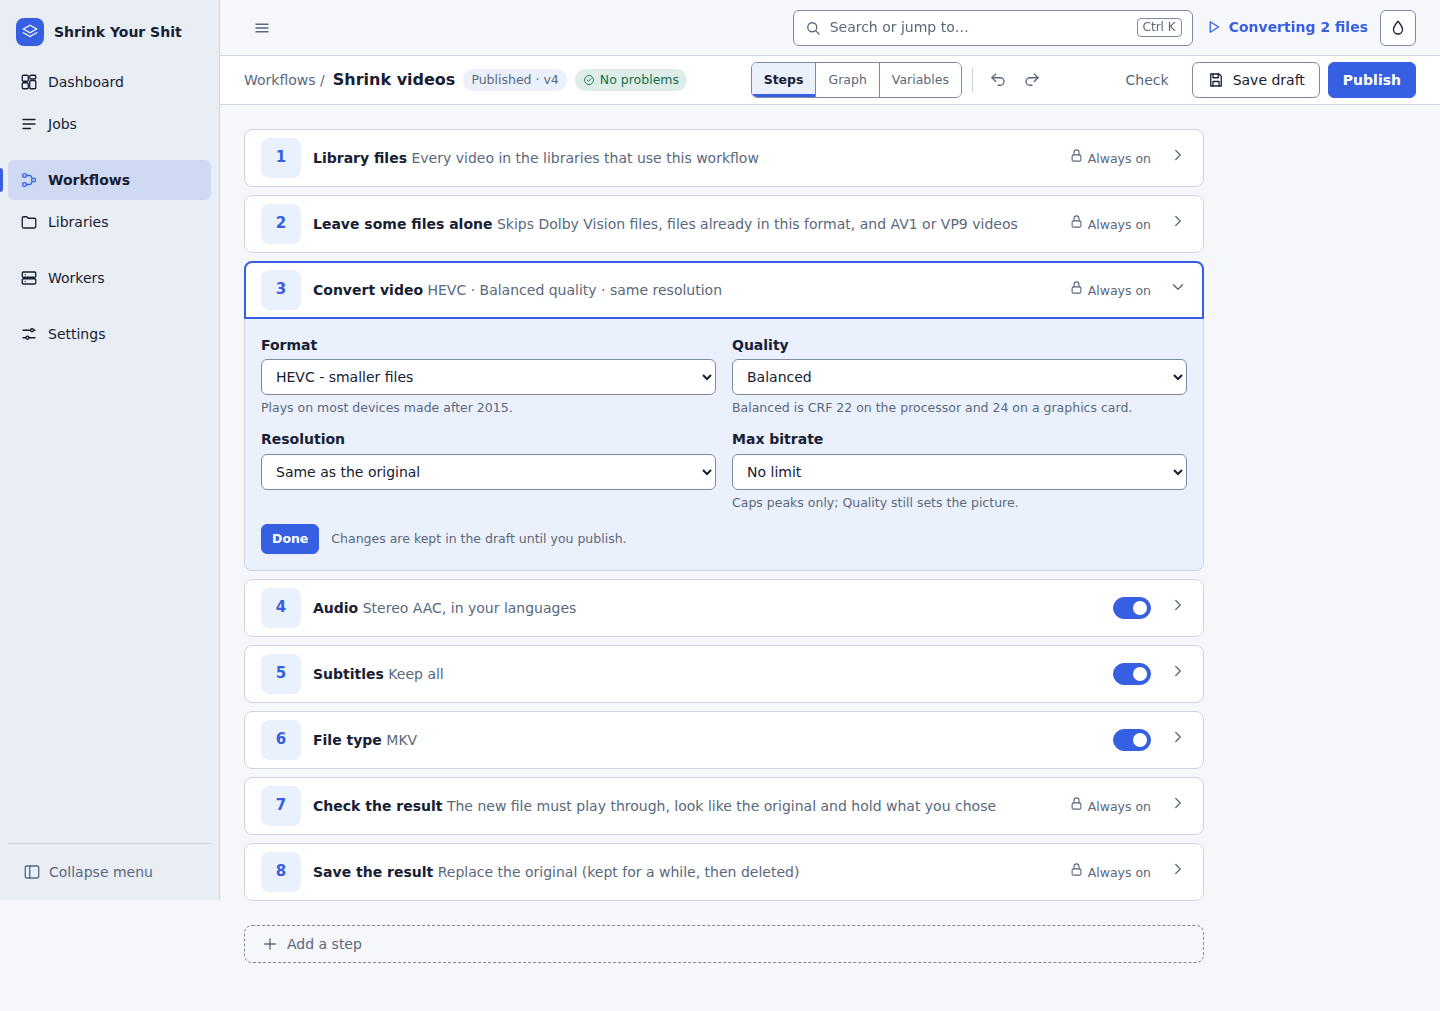 Shrink Your Shit
Search or jump to...
Ctrl K
Converting 2 files
Dashboard
Jobs
Workflows
Libraries
Workers
Settings
Collapse menu
Workflows / Shrink videos Published · v4 No problems
Steps Graph Variables
Check Save draft Publish
1 Library files Every video in the libraries that use this workflow Always on
2 Leave some files alone Skips Dolby Vision files, files already in this format, and AV1 or VP9 videos Always on
3 Convert video HEVC · Balanced quality · same resolution Always on
Format
HEVC - smaller files
Plays on most devices made after 2015.
Quality
Balanced
Balanced is CRF 22 on the processor and 24 on a graphics card.
Resolution
Same as the original
Max bitrate
No limit
Caps peaks only; Quality still sets the picture.
Done Changes are kept in the draft until you publish.
4 Audio Stereo AAC, in your languages
5 Subtitles Keep all
6 File type MKV
7 Check the result The new file must play through, look like the original and hold what you chose Always on
8 Save the result Replace the original (kept for a while, then deleted) Always on
Add a step